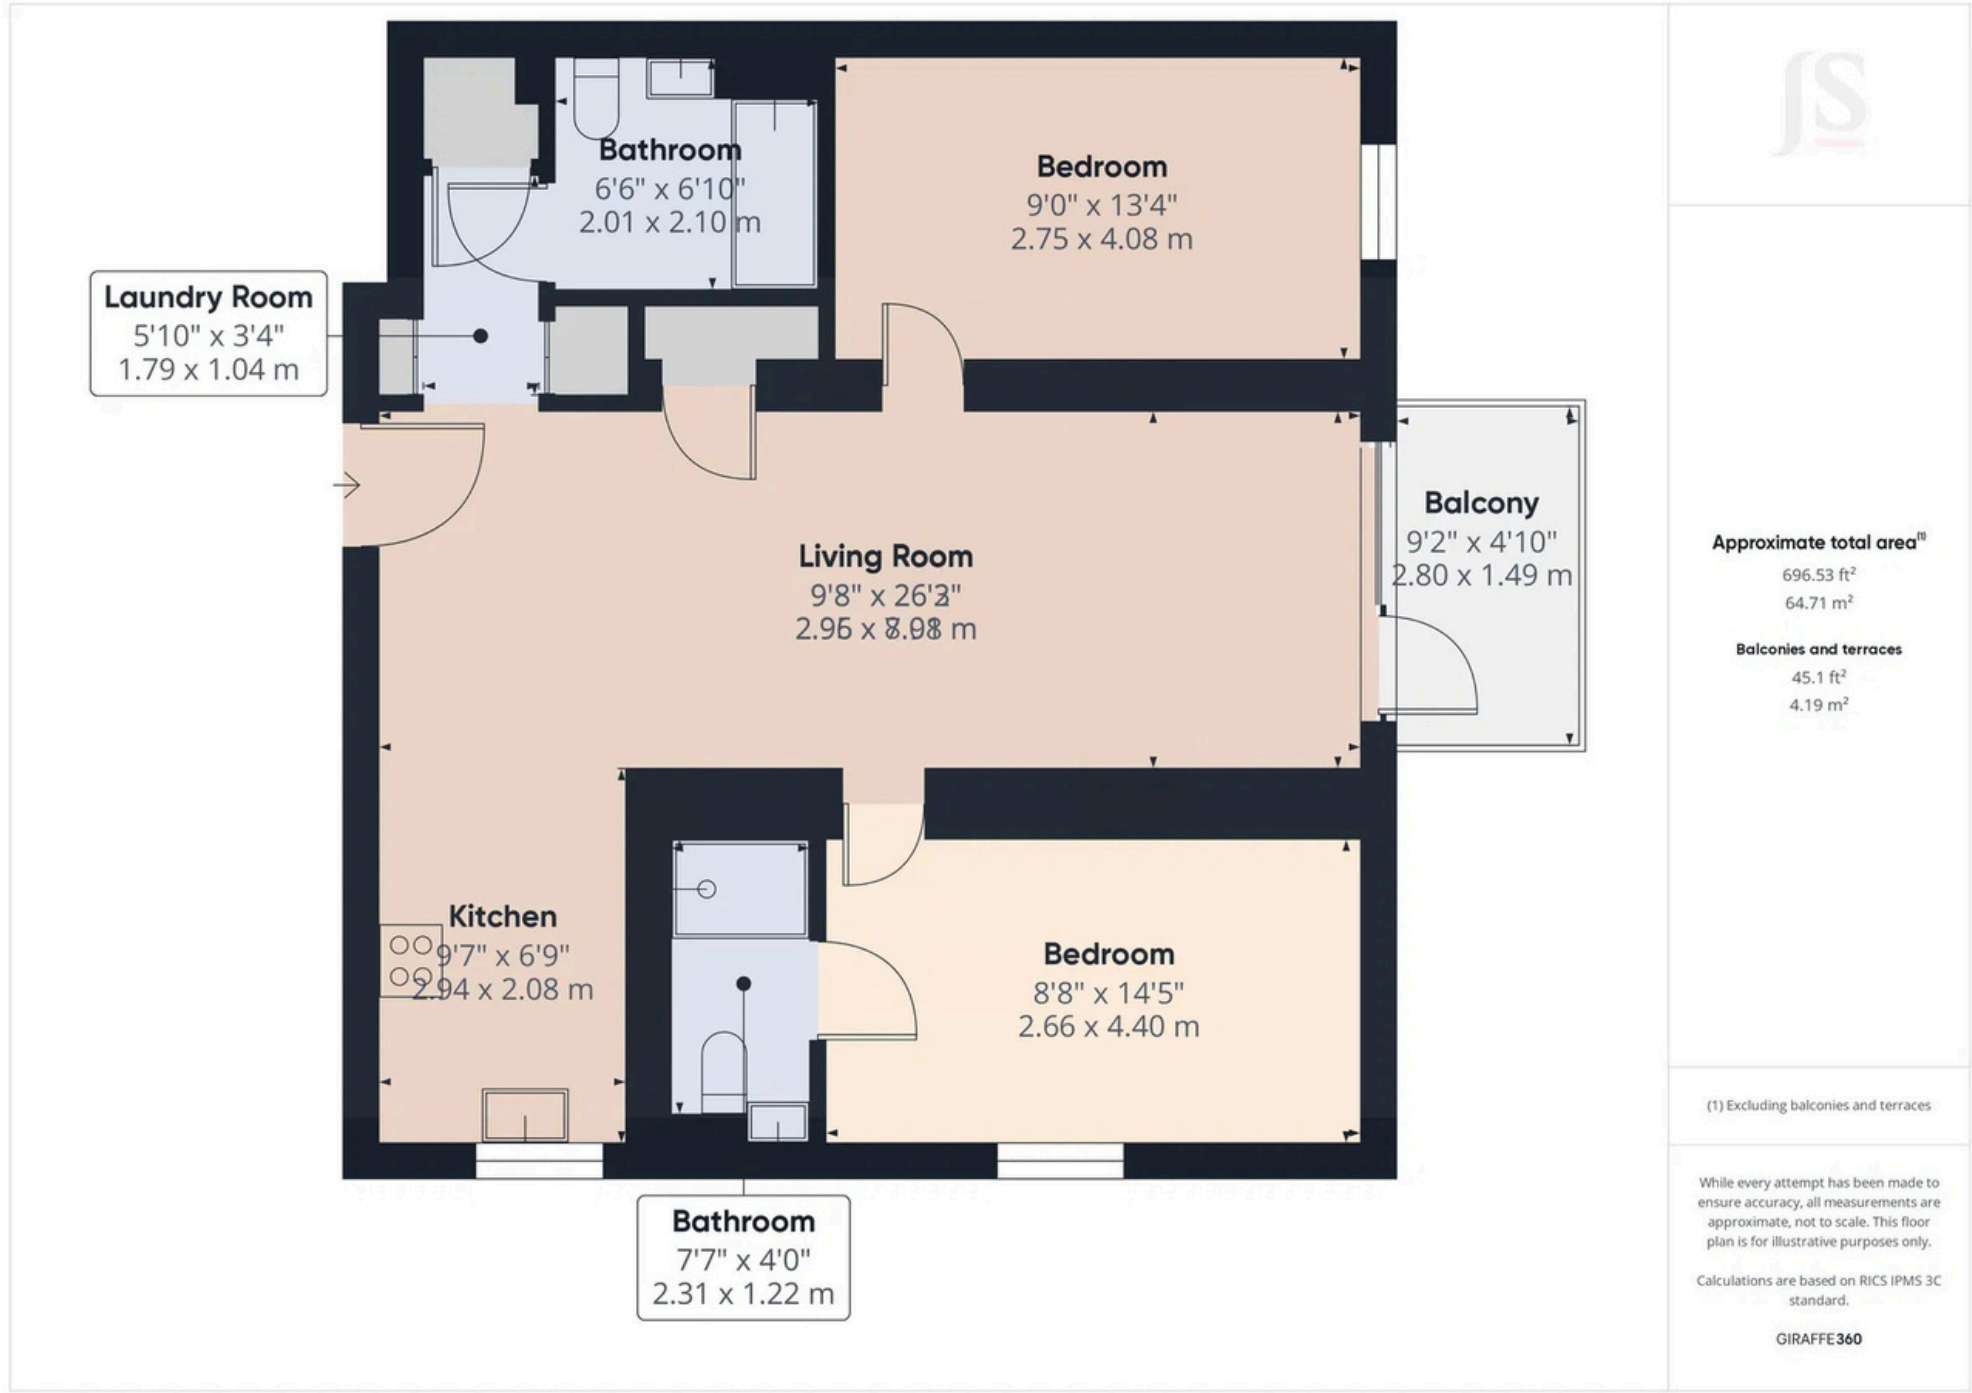 Bathroom
6'6" x 6'10"
2.01 x 2.10 m
Bedroom
9'0" x 13'4"
2.75 x 4.08 m
Laundry Room
5'10" x 3'4"
1.79 x 1.04 m
Living Room
9'8" x
x m
Balcony
9'2" x 4'10"
2.80 x 1.49 m
Kitchen
9'7" x 6'9"
2.94 x 2.08 m
Bedroom
8'8" x 14'5"
2.66 x 4.40 m
Bathroom
7'7" x 4'0"
2.31 x 1.22 m
JS
Approximate total area(1)
696.53 ft²
64.71 m²
Balconies and terraces
45.1 ft²
4.19 m²
(1) Excluding balconies and terraces
While every attempt has been made to
ensure accuracy, all measurements are
approximate, not to scale. This floor
plan is for illustrative purposes only.
Calculations are based on RICS IPMS 3C
standard.
GIRAFFE360